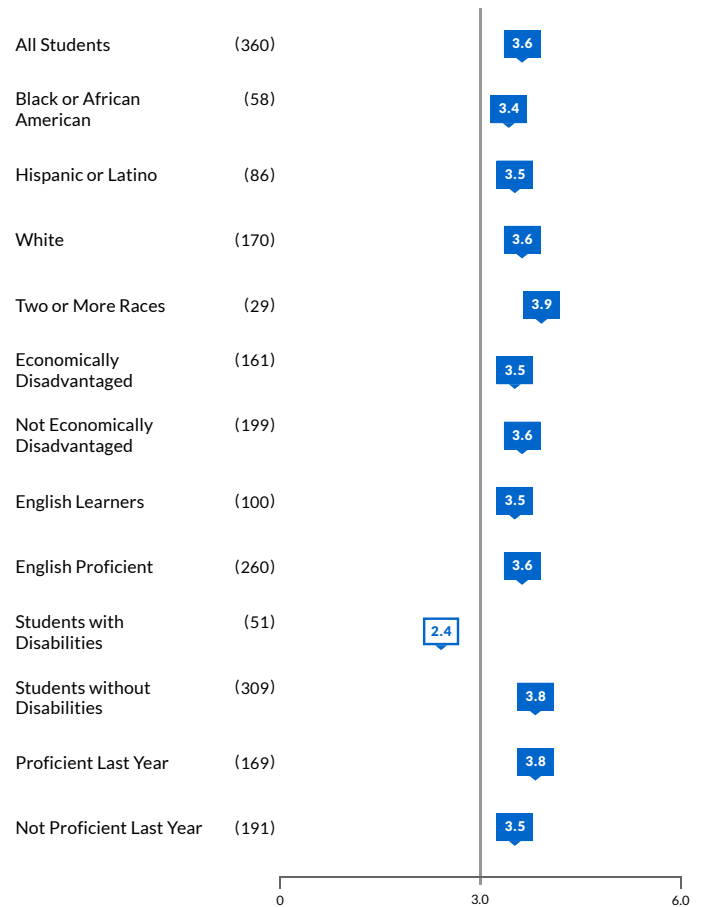 All Students (360) 3.6
Black or African (58) 3.4
American
Hispanic or Latino (86) 3.5
White (170) 3.6
Two or More Races (29) 3.9
Economically (161) 3.5
Disadvantaged
Not Economically (199) 3.6
Disadvantaged
English Learners (100) 3.5
English Proficient (260) 3.6
Students with (51) 2.4
Disabilities
Students without (309) 3.8
Disabilities
Proficient Last Year (169) 3.8
Not Proficient Last Year (191) 3.5
0 3.0 6.0